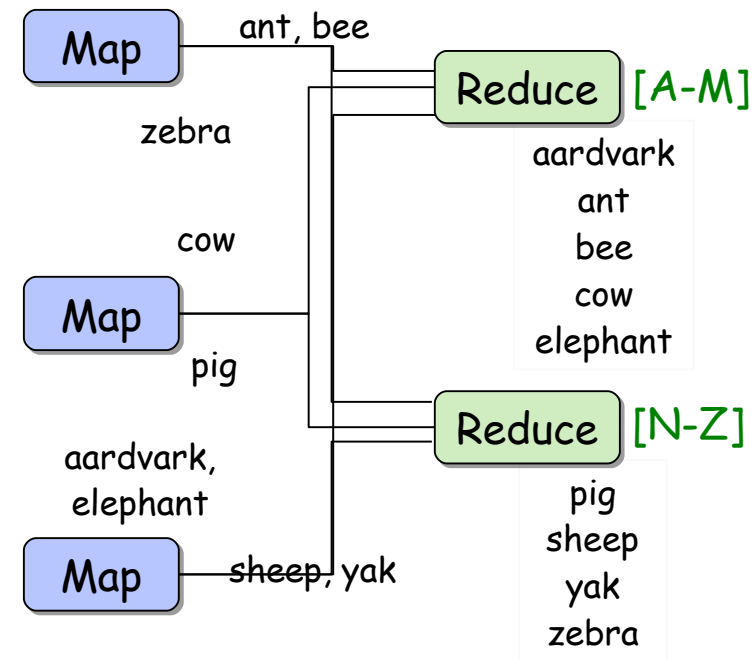 Map
ant, bee
zebra
cow
Map
pig
aardvark,
elephant
Map
sheep, yak
Reduce
[A-M]
aardvark
ant
bee
cow
elephant
Reduce
[N-Z]
pig
sheep
yak
zebra